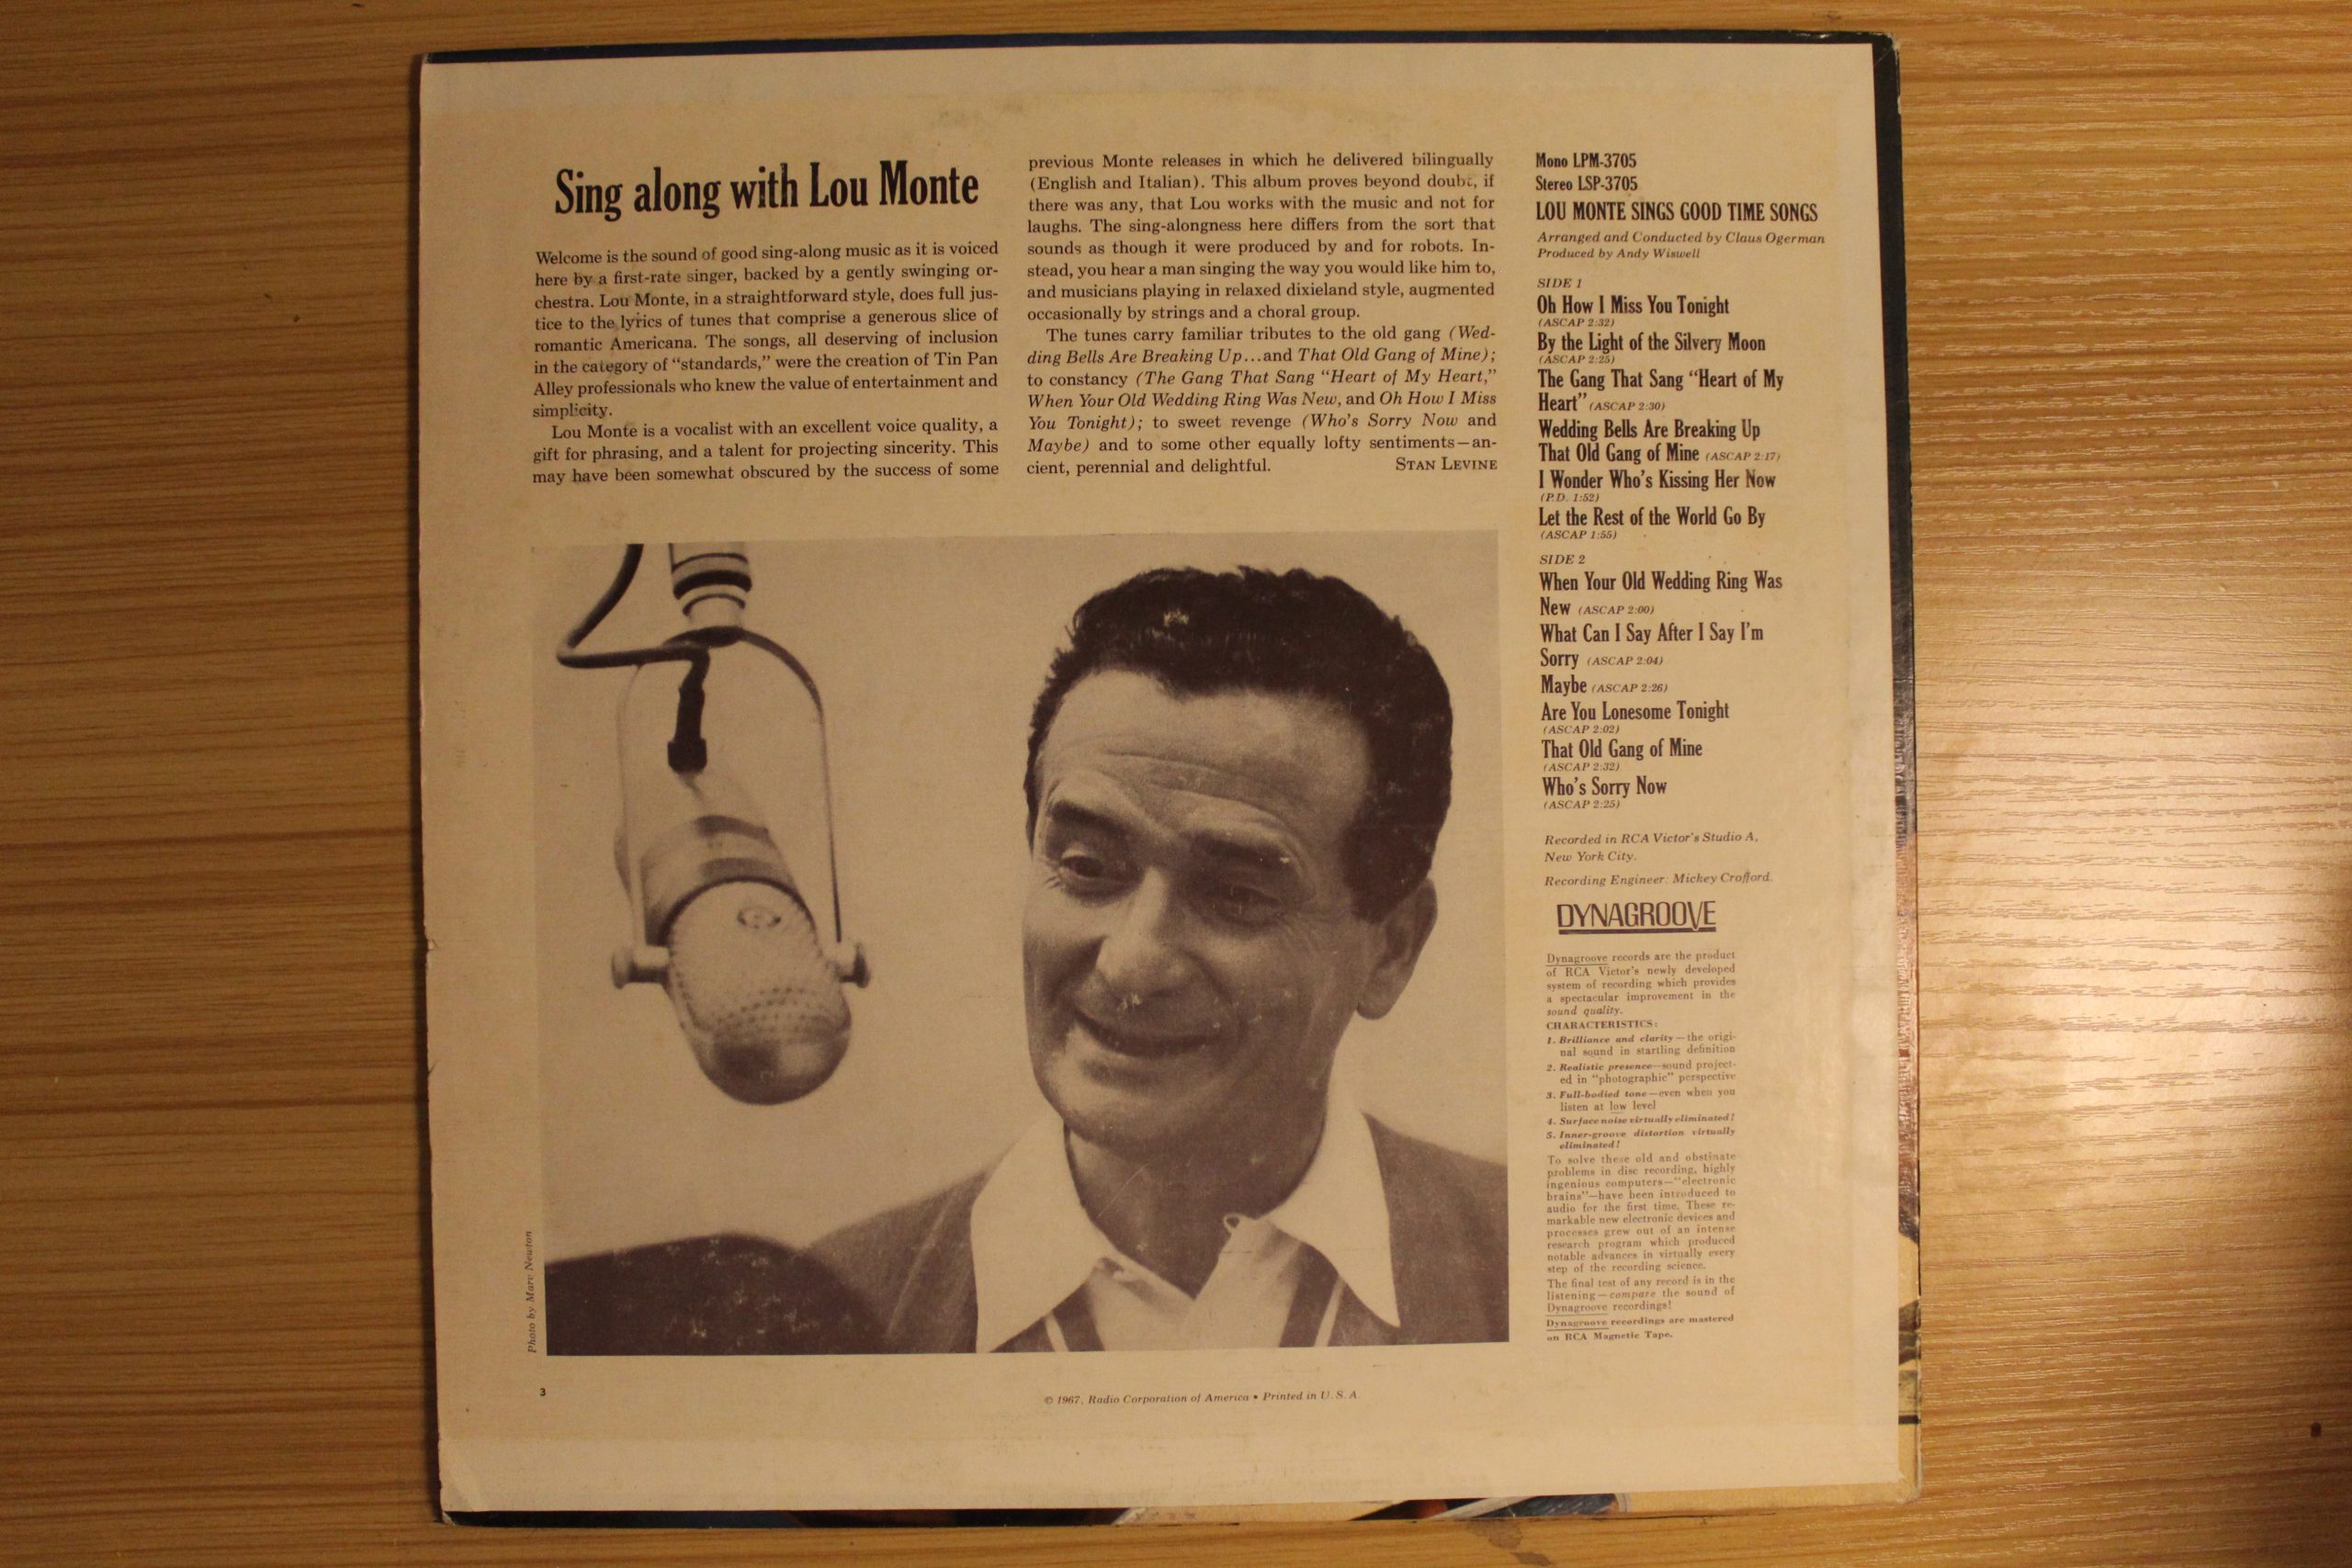 Sing along with Lou Monte
Welcome is the sound of good sing-along music as it is voiced
here by a first-rate singer, backed by a gently swinging or-
chestra. Lou Monte, in a straightforward style, does full jus-
tice to the lyrics of tunes that comprise a generous slice of
romantic Americana. The songs, all deserving of inclusion
in the category of “standards,” were the creation of Tin Pan
Alley professionals who knew the value of entertainment and
simplicity.
Lou Monte is a vocalist with an excellent voice quality, a
gift for phrasing, and a talent for projecting sincerity. This
may have been somewhat obscured by the success of some
previous Monte releases in which he delivered bilingually
(English and Italian). This album proves beyond doubt, if
there was any, that Lou works with the music and not for
laughs. The sing-alongness here differs from the sort that
sounds as though it were produced by and for robots. In-
stead, you hear a man singing the way you would like him to,
and musicians playing in relaxed dixieland style, augmented
occasionally by strings and a choral group.
The tunes carry familiar tributes to the old gang (Wed-
ding Bells Are Breaking Up...and That Old Gang of Mine);
to constancy (The Gang That Sang “Heart of My Heart,”
When Your Old Wedding Ring Was New, and Oh How I Miss
You Tonight); to sweet revenge (Who's Sorry Now and
Maybe) and to some other equally lofty sentiments—an-
cient, perennial and delightful. STAN LEVINE
Mono LPM-3705
Stereo LSP-3705
LOU MONTE SINGS GOOD TIME SONGS
Arranged and Conducted by Claus Ogerman
Produced by Andy Wiswell
SIDE 1
Oh How I Miss You Tonight
(ASCAP 2:32)
By the Light of the Silvery Moon
(ASCAP 2:25)
The Gang That Sang “Heart of My
Heart” (ASCAP 2:30)
Wedding Bells Are Breaking Up
That Old Gang of Mine (ASCAP 2:17)
I Wonder Who's Kissing Her Now
(P.D. 1:52)
Let the Rest of the World Go By
(ASCAP 1:55)
SIDE 2
When Your Old Wedding Ring Was
New (ASCAP 2:00)
What Can I Say After I Say I'm
Sorry (ASCAP 2:04)
Maybe (ASCAP 2:26)
Are You Lonesome Tonight
(ASCAP 2:02)
That Old Gang of Mine
(ASCAP 2:32)
Who's Sorry Now
(ASCAP 2:25)
Recorded in RCA Victor's Studio A,
New York City.
Recording Engineer: Mickey Crofford.
DYNAGROOVE
Dynagroove records are the product
of RCA Victor's newly developed
system of recording which provides
a spectacular improvement in the
sound quality.
CHARACTERISTICS:
1. Brilliance and clarity—the origi-
nal sound in startling definition
2. Realistic presence—sound project-
ed in “photographic” perspective
3. Full-bodied tone—even when you
listen at low level
4. Surface noise virtually eliminated!
5. Inner-groove distortion virtually
eliminated!
To solve these old and obstinate
problems in disc recording, highly
ingenious computers—“electronic
brains”—have been introduced to
audio for the first time. These re-
markable new electronic devices and
processes grew out of an intense
research program which produced
notable advances in virtually every
step of the recording science.
The final test of any record is in the
listening—compare the sound of
Dynagroove recordings!
Dynagroove recordings are mastered
on RCA Magnetic Tape.
Photo by Marv Newton
3
© 1967, Radio Corporation of America • Printed in U.S.A.